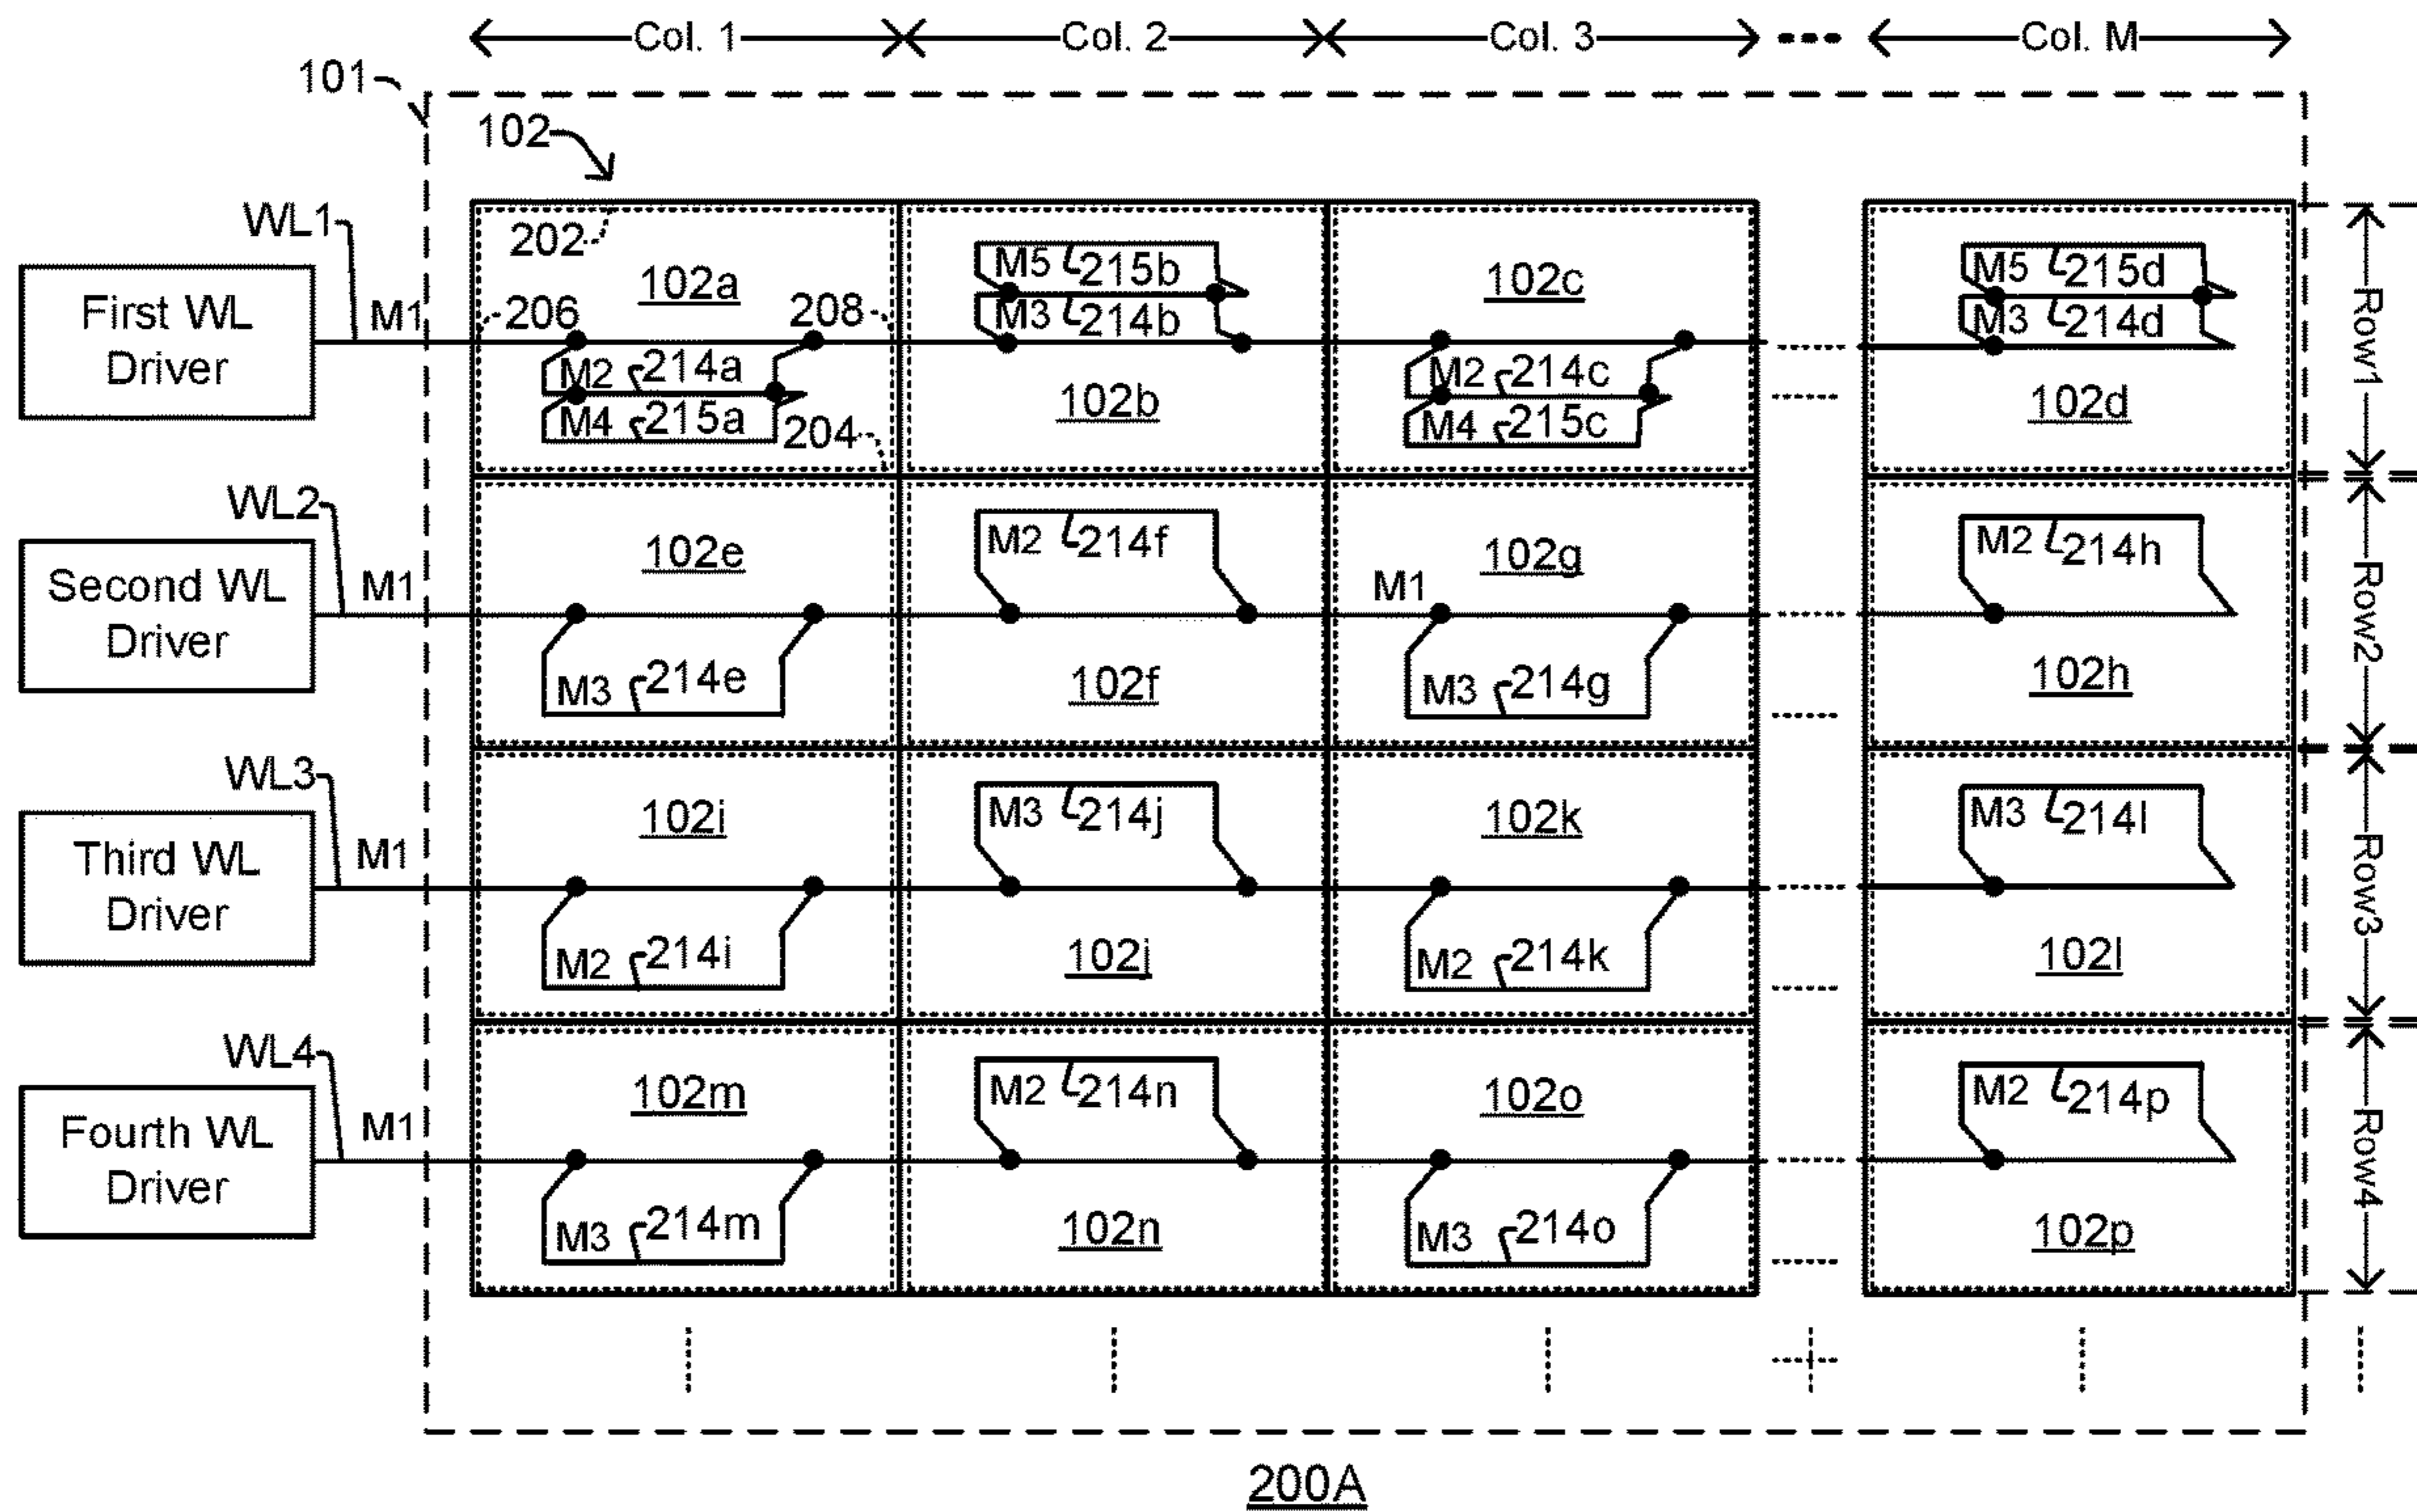 Col. 1 Col. 2 Col. 3 Col. M
101
102
WL1
202
First WL
Driver
M1
206
102a
208
M2 214a
M4 215a
204
M5 215b
M3 214b
102b
102c
M2 214c
M4 215c
M5 215d
M3 214d
102d
Row1
WL2
Second WL
Driver
M1
102e
M3 214e
M2 214f
102f
102g
M1
M3 214g
M2 214h
102h
Row2
WL3
Third WL
Driver
M1
102i
M2 214i
M3 214j
102j
102k
M2 214k
M3 214l
102l
Row3
WL4
Fourth WL
Driver
M1
102m
M3 214m
M2 214n
102n
102o
M3 214o
M2 214p
102p
Row4
200A